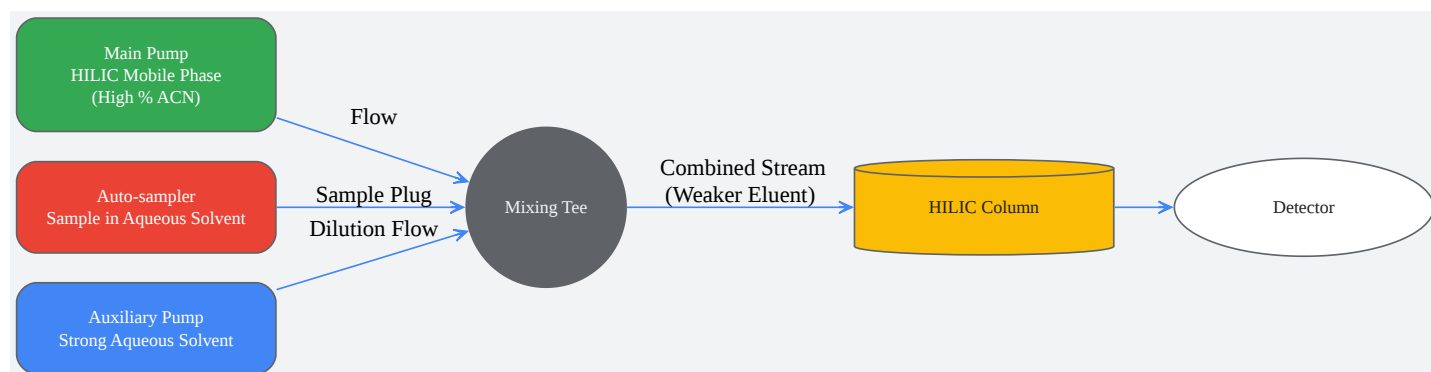 Main Pump
HILIC Mobile Phase
(High % ACN)
Flow
Auto-sampler
Sample in Aqueous Solvent
Sample Plug
Dilution Flow
Auxiliary Pump
Strong Aqueous Solvent
Mixing Tee
Combined Stream
(Weaker Eluent)
HILIC Column
Detector